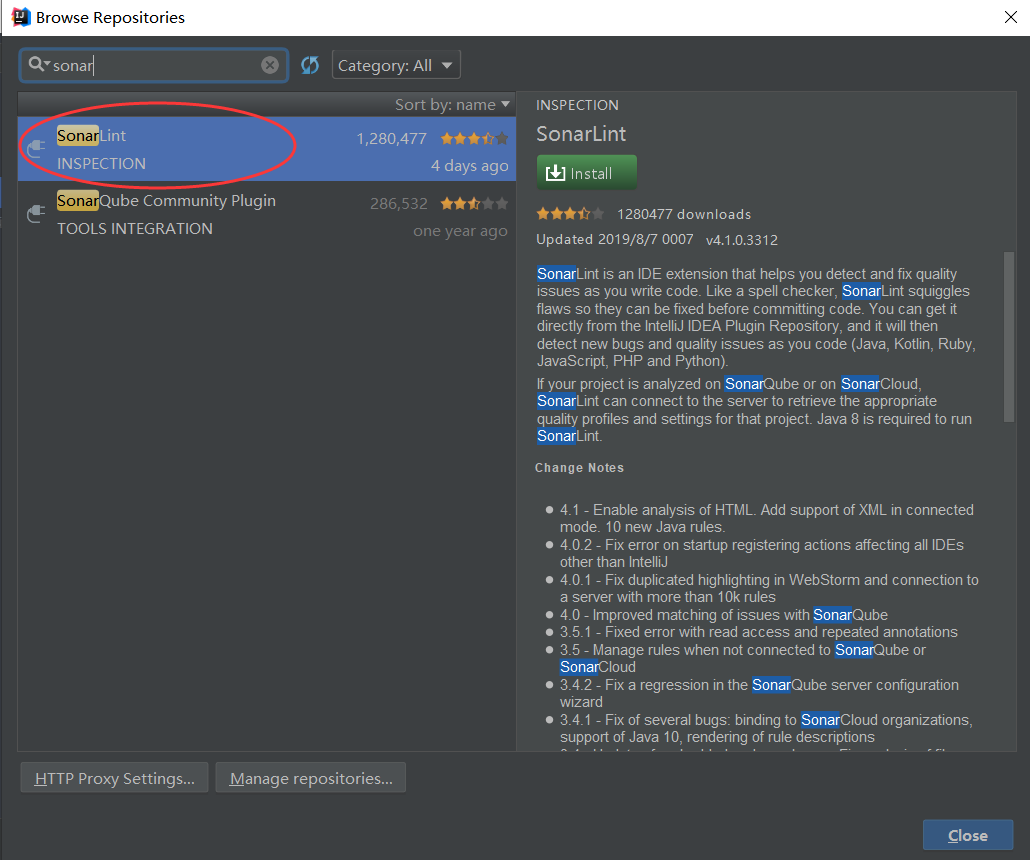 Browse Repositories
sonar
Category: All
Sort by: name
SonarLint
1,280,477
INSPECTION
4 days ago
SonarQube Community Plugin
286,532
TOOLS INTEGRATION
one year ago
INSPECTION
SonarLint
Install
1280477 downloads
Updated 2019/8/7 0007 v4.1.0.3312
SonarLint is an IDE extension that helps you detect and fix quality
issues as you write code. Like a spell checker, SonarLint squiggles
flaws so they can be fixed before committing code. You can get it
directly from the IntelliJ IDEA Plugin Repository, and it will then
detect new bugs and quality issues as you code (Java, Kotlin, Ruby,
JavaScript, PHP and Python).
If your project is analyzed on SonarQube or on SonarCloud,
SonarLint can connect to the server to retrieve the appropriate
quality profiles and settings for that project. Java 8 is required to run
SonarLint.
Change Notes
4.1 - Enable analysis of HTML. Add support of XML in connected
mode. 10 new Java rules.
4.0.2 - Fix error on startup registering actions affecting all IDEs
other than IntelliJ
4.0.1 - Fix duplicated highlighting in WebStorm and connection to
a server with more than 10k rules
4.0 - Improved matching of issues with SonarQube
3.5.1 - Fixed error with read access and repeated annotations
3.5 - Manage rules when not connected to SonarQube or
SonarCloud
3.4.2 - Fix a regression in the SonarQube server configuration
wizard
3.4.1 - Fix of several bugs: binding to SonarCloud organizations,
support of Java 10, rendering of rule descriptions
HTTP Proxy Settings...
Manage repositories...
Close